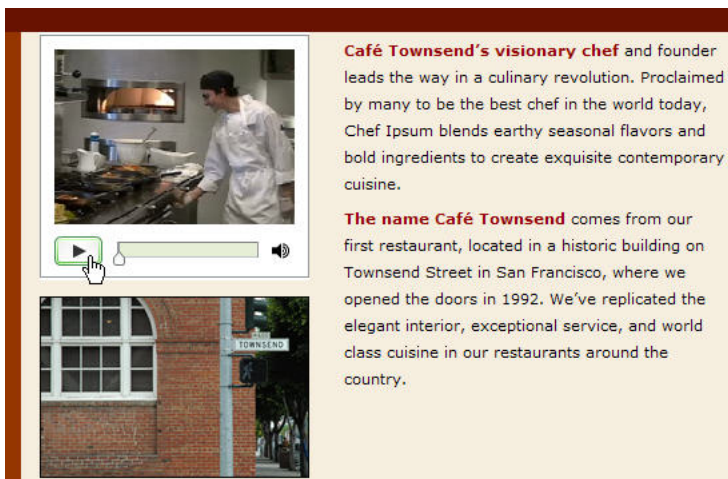 Café Townsend's visionary chef and founder
leads the way in a culinary revolution. Proclaimed
by many to be the best chef in the world today,
Chef Ipsum blends earthy seasonal flavors and
bold ingredients to create exquisite contemporary
cuisine.
The name Café Townsend comes from our
first restaurant, located in a historic building on
Townsend Street in San Francisco, where we
opened the doors in 1992. We've replicated the
elegant interior, exceptional service, and world
class cuisine in our restaurants around the
country.
TOWNSEND